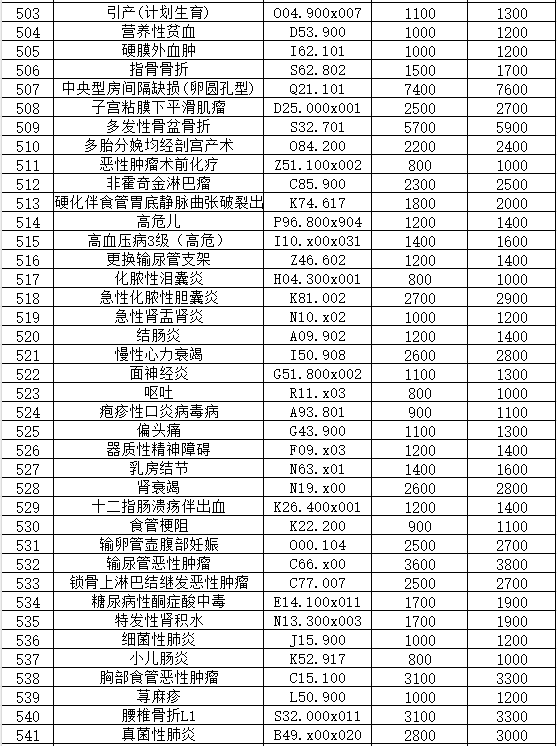 503 引产(计划生育) O04.900x007 1100 1300
504 营养性贫血 D53.900 1000 1200
505 硬膜外血肿 I62.101 1000 1200
506 指骨骨折 S62.802 1500 1700
507 中央型房间隔缺损(卵圆孔型) Q21.101 7400 7600
508 子宫粘膜下平滑肌瘤 D25.000x001 2500 2700
509 多发性骨盆骨折 S32.701 5700 5900
510 多胎分娩均经剖宫产术 O84.200 2200 2400
511 恶性肿瘤术前化疗 Z51.100x002 800 1000
512 非霍奇金淋巴瘤 C85.900 2300 2500
513 硬化伴食管胃底静脉曲张破裂出 K74.617 1800 2000
514 高危儿 P96.800x904 1200 1400
515 高血压病3级（高危） I10.x00x031 1400 1600
516 更换输尿管支架 Z46.602 1200 1400
517 化脓性泪囊炎 H04.300x001 800 1000
518 急性化脓性胆囊炎 K81.002 2700 2900
519 急性肾盂肾炎 N10.x02 1000 1200
520 结肠炎 A09.902 1200 1400
521 慢性心力衰竭 I50.908 2600 2800
522 面神经炎 G51.800x002 1100 1300
523 呕吐 R11.x03 800 1000
524 疱疹性口炎病毒病 A93.801 900 1100
525 偏头痛 G43.900 1100 1300
526 器质性精神障碍 F09.x03 1200 1400
527 乳房结节 N63.x01 1400 1600
528 肾衰竭 N19.x00 2600 2800
529 十二指肠溃疡伴出血 K26.400x001 1200 1400
530 食管梗阻 K22.200 900 1100
531 输卵管壶腹部妊娠 O00.104 2500 2700
532 输尿管恶性肿瘤 C66.x00 3600 3800
533 锁骨上淋巴结继发恶性肿瘤 C77.007 2500 2700
534 糖尿病性酮症酸中毒 E14.100x011 1700 1900
535 特发性肾积水 N13.300x003 1700 1900
536 细菌性肺炎 J15.900 1000 1200
537 小儿肠炎 K52.917 800 1000
538 胸部食管恶性肿瘤 C15.100 3100 3300
539 荨麻疹 L50.900 1000 1200
540 腰椎骨折L1 S32.000x011 3100 3300
541 真菌性肺炎 B49.x00x020 2800 3000